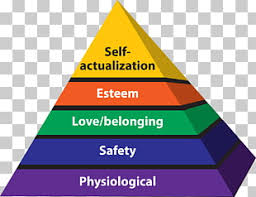 Self-
actualization
Esteem
Love/belonging
Safety
Physiological